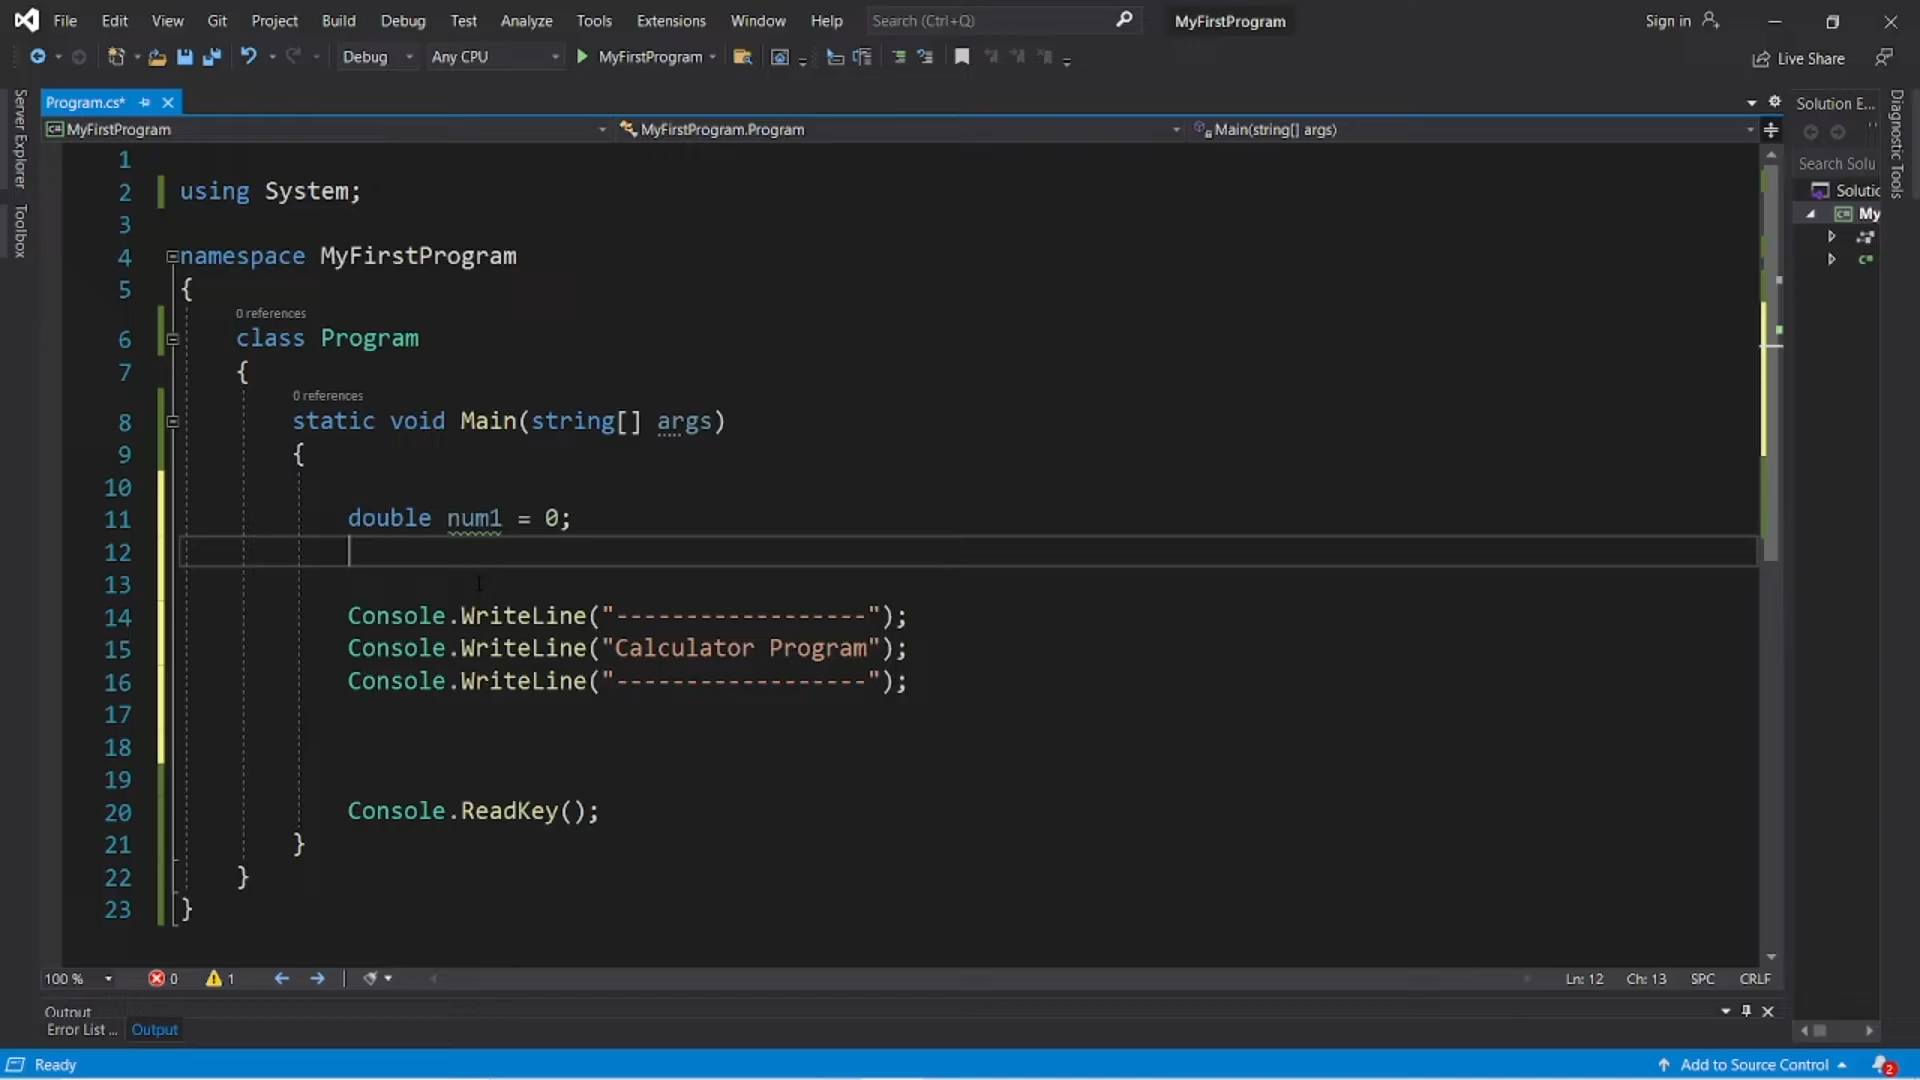 File Edit View Git Project Build Debug Test Analyze Tools Extensions Window Help Search (Ctrl+Q) MyFirstProgram Sign in
Debug Any CPU MyFirstProgram Live Share
Server Explorer
Toolbox
Program.cs*
MyFirstProgram MyFirstProgram.Program Main(string[] args)
1
2 using System;
3
4 namespace MyFirstProgram
5 {
0 references
6 class Program
7 {
0 references
8 static void Main(string[] args)
9 {
10
11 double num1 = 0;
12
13
14 Console.WriteLine("------------------");
15 Console.WriteLine("Calculator Program");
16 Console.WriteLine("------------------");
17
18
19
20 Console.ReadKey();
21 }
22 }
23 }
Solution E...
Search Solu
Solutic
C# My
C#
Diagnostic Tools
100 % 0 1 Ln: 12 Ch: 13 SPC CRLF
Output
Error List ... Output
Ready Add to Source Control 2